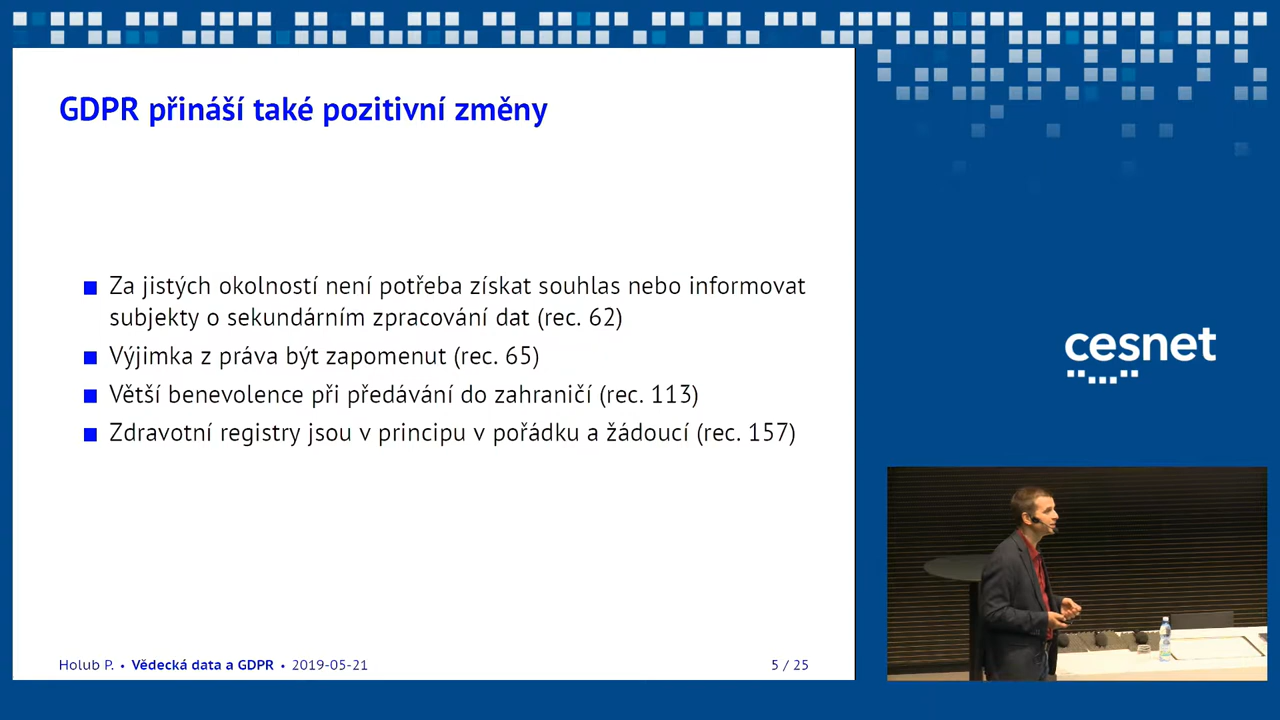 GDPR přináší také pozitivní změny
Za jistých okolností není potřeba získat souhlas nebo informovat
subjekty o sekundárním zpracování dat (rec. 62)
Výjimka z práva být zapomenut (rec. 65)
Větší benevolence při předávání do zahraničí (rec. 113)
Zdravotní registry jsou v principu v pořádku a žádoucí (rec. 157)
Holub P. • Vědecká data a GDPR • 2019-05-21
5 / 25
cesnet